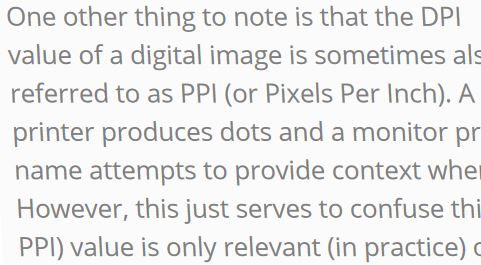 One other thing to note is that the DPI
value of a digital image is sometimes
referred to as PPI (or Pixels Per Inch). A
printer produces dots and a monitor
name attempts to provide context
However, this just serves to confuse
PPI) value is only relevant (in practice)